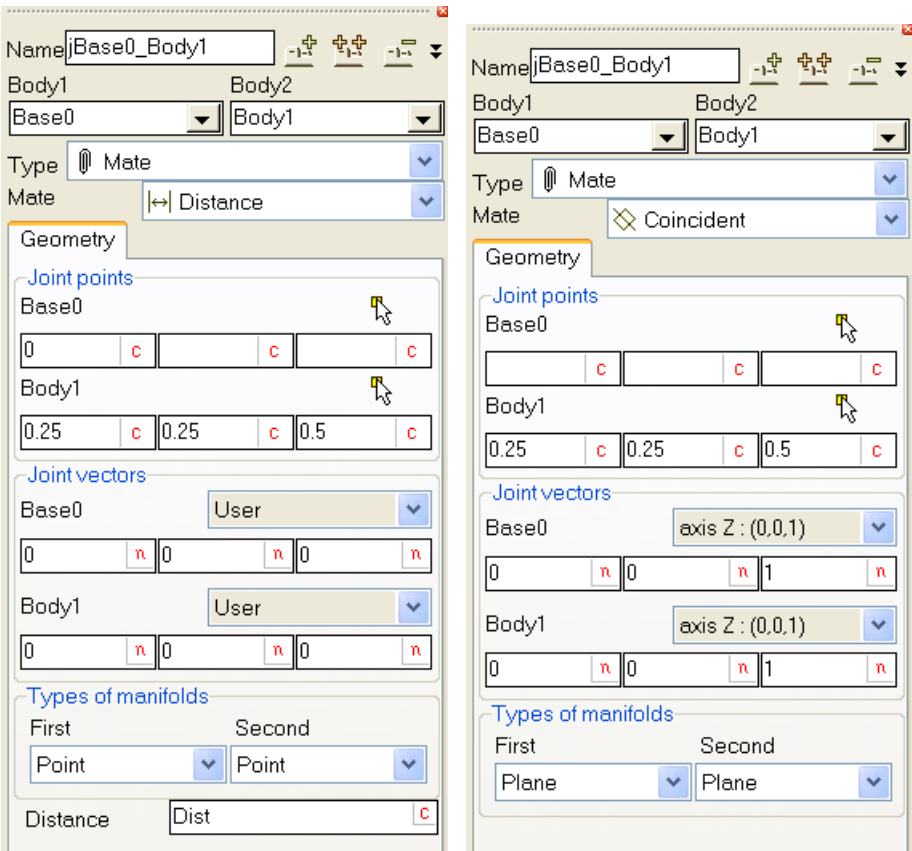 Name jBase0_Body1
Body1 Body2
Base0 Body1
Type Mate
Mate Distance
Geometry
Joint points
Base0
0 c c c
Body1
0.25 c 0.25 c 0.5 c
Joint vectors
Base0 User
0 n 0 n 0 n
Body1 User
0 n 0 n 0 n
Types of manifolds
First Second
Point Point
Distance Dist c
Name jBase0_Body1
Body1 Body2
Base0 Body1
Type Mate
Mate Coincident
Geometry
Joint points
Base0
c c c
Body1
0.25 c 0.25 c 0.5 c
Joint vectors
Base0 axis Z : (0,0,1)
0 n 0 n 1 n
Body1 axis Z : (0,0,1)
0 n 0 n 1 n
Types of manifolds
First Second
Plane Plane